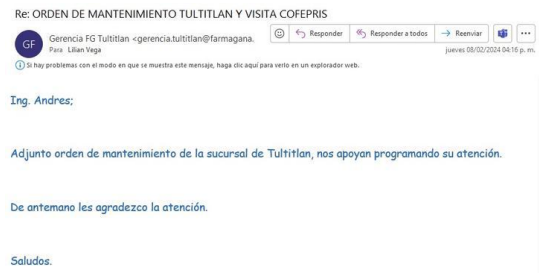 Re: ORDEN DE MANTENIMIENTO TULTITLAN Y VISITA COFEPRIS
GF
Gerencia FG Tultitlan <gerencia.tultitlan@farmagana.
Responder
Responder a todos
Reenviar
Para Lilian Vega
jueves 08/02/2024 04:16 p. m.
Si hay problemas con el modo en que se muestra este mensaje, haga clic aquí para verlo en un explorador web.
Ing. Andres;
Adjunto orden de mantenimiento de la sucursal de Tultitlan, nos apoyan programando su atención.
De antemano les agradezco la atención.
Saludos.